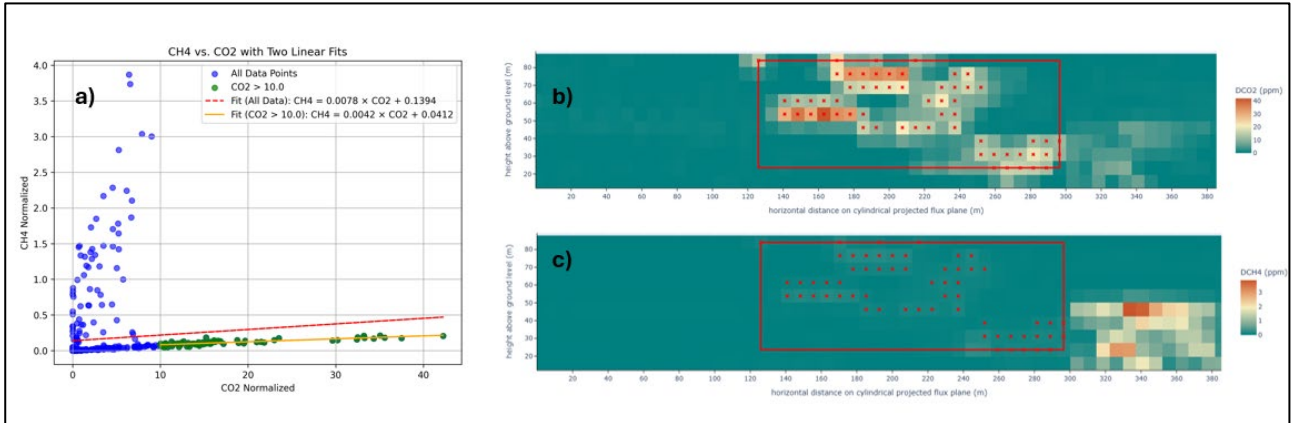 CH4 vs. CO2 with Two Linear Fits
a)
All Data Points
CO2 > 10.0
Fit (All Data): CH4 = 0.0078 × CO2 + 0.1394
Fit (CO2 > 10.0): CH4 = 0.0042 × CO2 + 0.0412
CH4 Normalized
4.0
3.5
3.0
2.5
2.0
1.5
1.0
0.5
0.0
0 10 20 30 40
CO2 Normalized
b)
height above ground level (m)
80
70
60
50
40
30
20
20 40 60 80 100 120 140 160 180 200 220 240 260 280 300 320 340 360 380
horizontal distance on cylindrical projected flux plane (m)
DCO2 (ppm)
40
30
20
10
0
c)
height above ground level (m)
80
70
60
50
40
30
20
20 40 60 80 100 120 140 160 180 200 220 240 260 280 300 320 340 360 380
horizontal distance on cylindrical projected flux plane (m)
DCH4 (ppm)
3
2
1
0